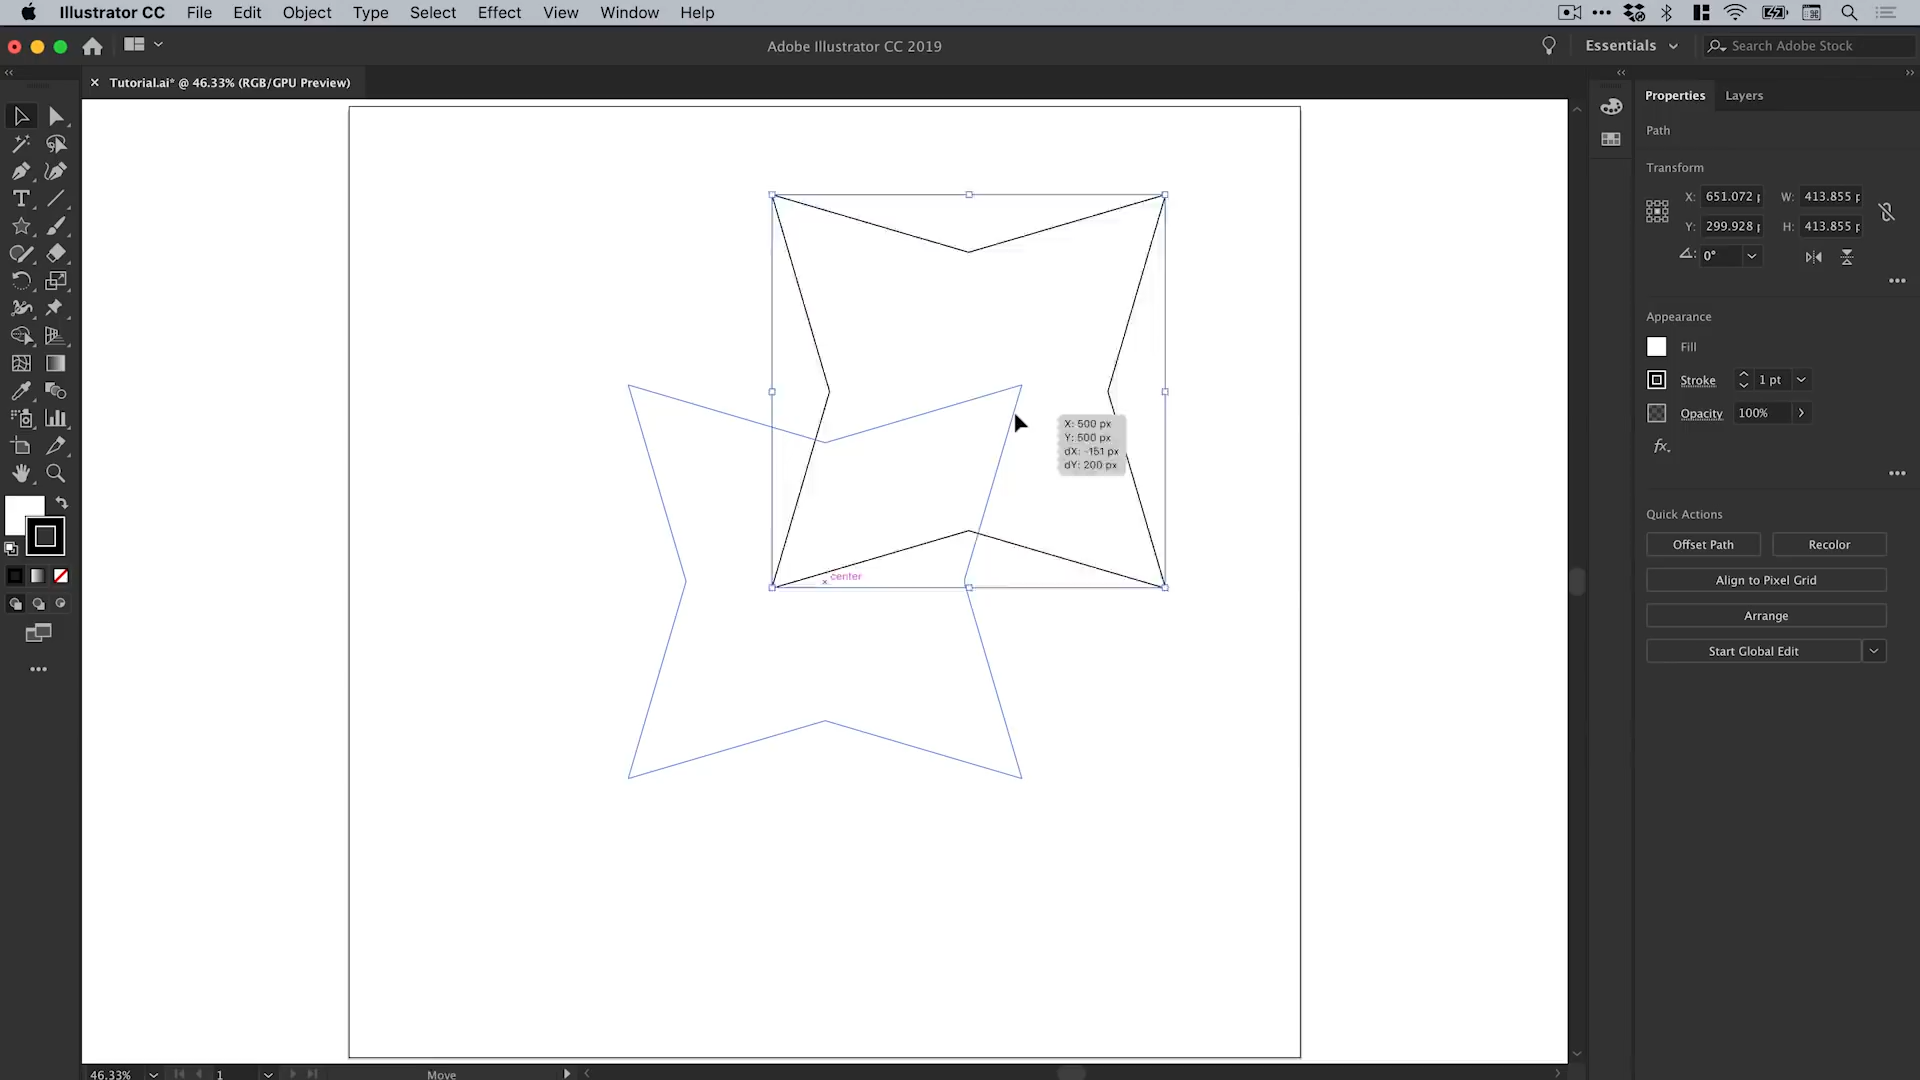 Illustrator CC File Edit Object Type Select Effect View Window Help
Adobe Illustrator CC 2019
Essentials
Search Adobe Stock
Tutorial.ai* @ 46.33% (RGB/GPU Preview)
Properties Layers
Path
Transform
X: 651.072 W: 413.855
Y: 299.928 H: 413.855
0°
Appearance
Fill
Stroke 1 pt
Opacity 100%
fx.
X: 500 px
Y: 500 px
dX: -151 px
dY: 200 px
center
Quick Actions
Offset Path Recolor
Align to Pixel Grid
Arrange
Start Global Edit
46.33% 1 Move